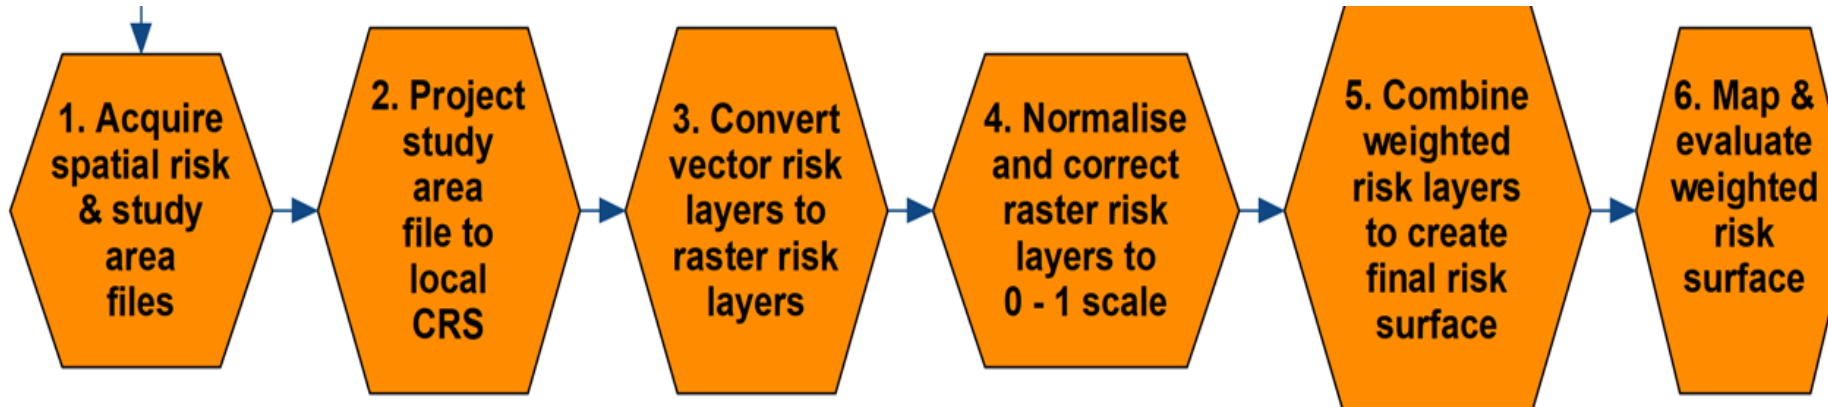 1. Acquire
spatial risk
& study
area
files
2. Project
study
area
file to
local
CRS
3. Convert
vector risk
layers to
raster risk
layers
4. Normalise
and correct
raster risk
layers to
0 - 1 scale
5. Combine
weighted
risk layers
to create
final risk
surface
6. Map &
evaluate
weighted
risk
surface